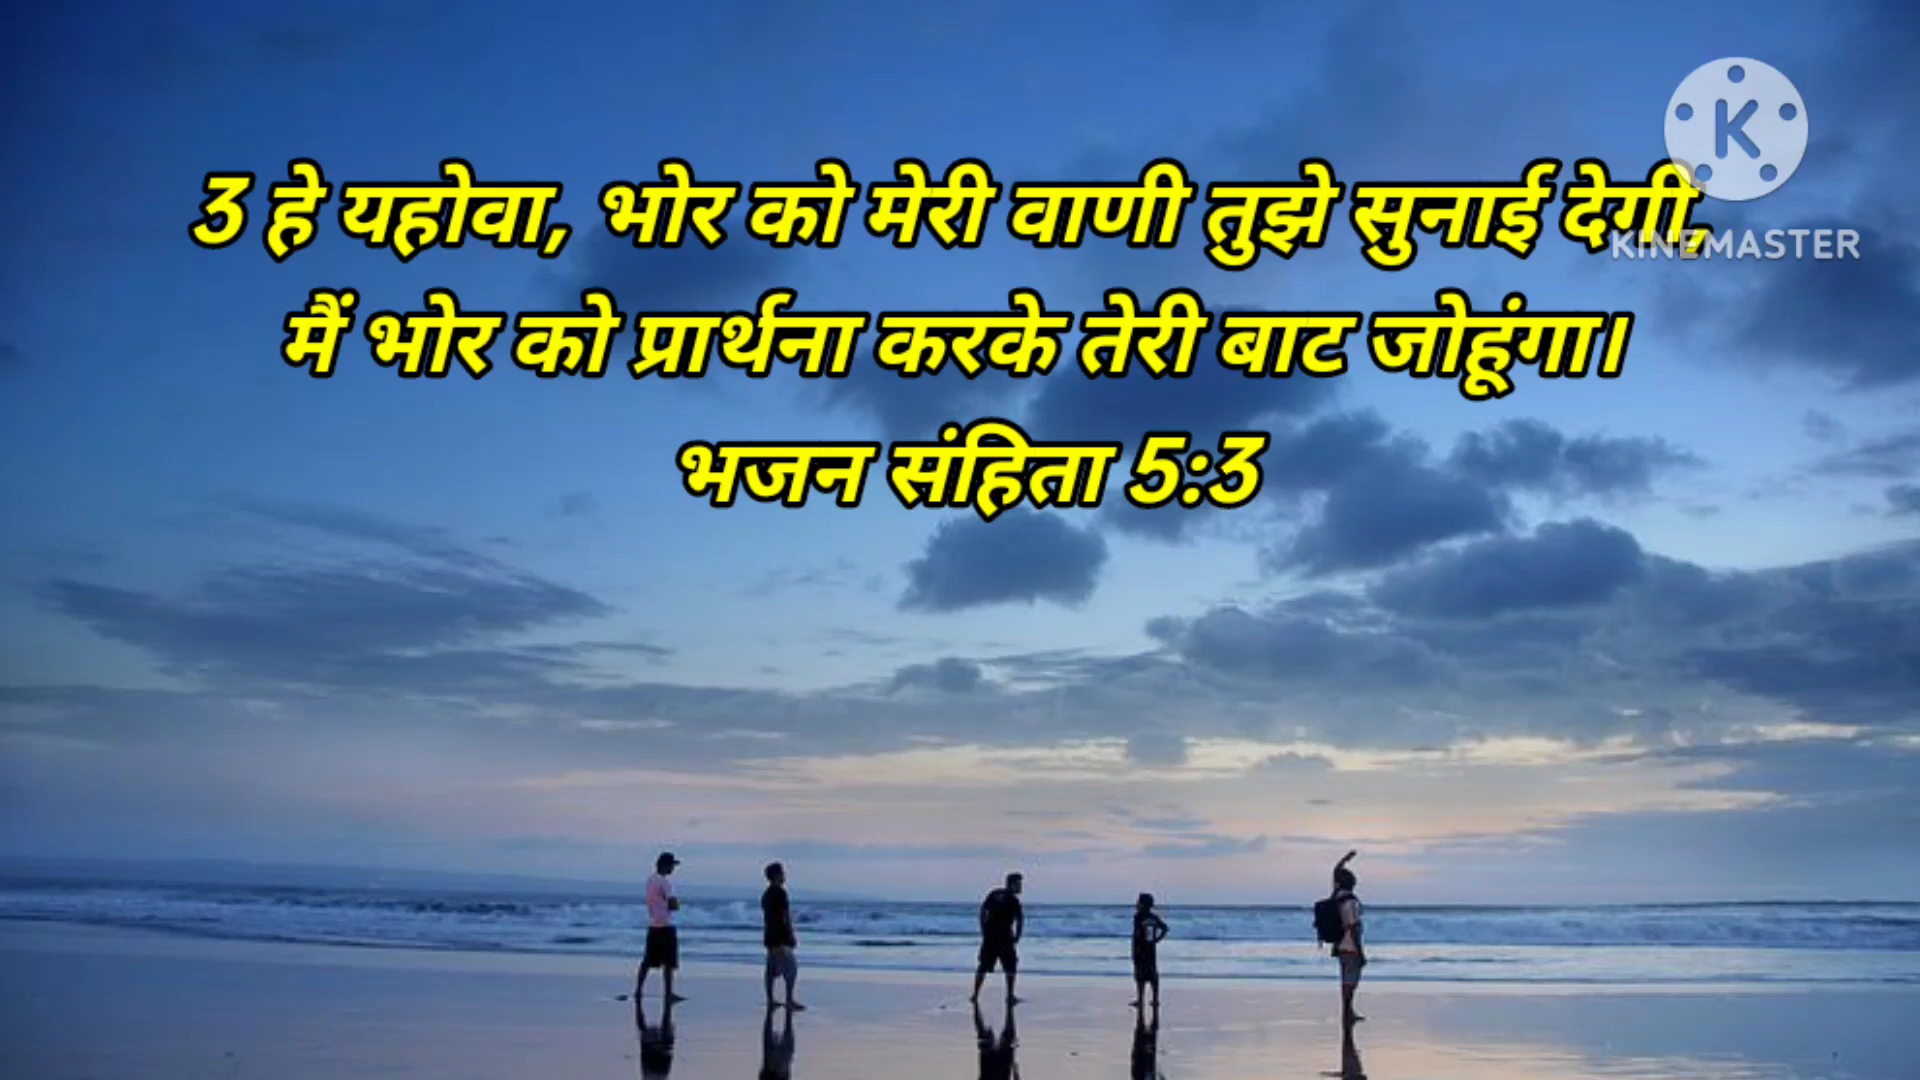 3 हे यहोवा, भोर को मेरी वाणी तुझे सुनाई देगी,
मैं भोर को प्रार्थना करके तेरी बाट जोहूंगा।
भजन संहिता 5:3
K
KINEMASTER